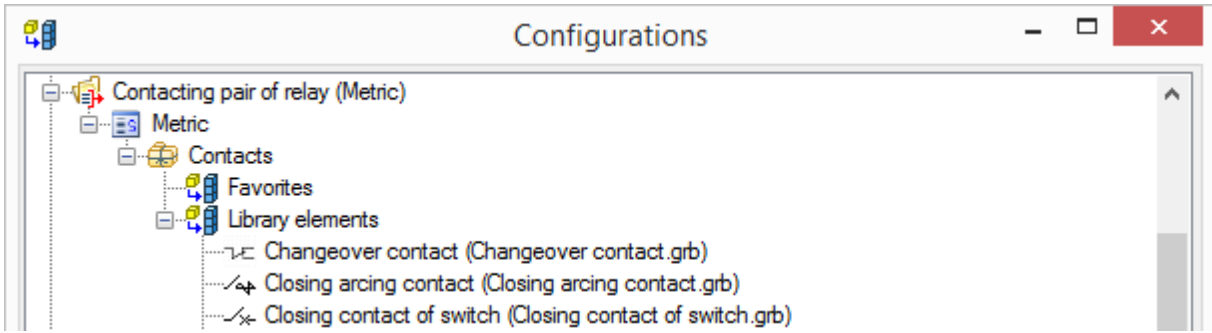 Configurations
Contacting pair of relay (Metric)
Metric
Contacts
Favorites
Library elements
Changeover contact (Changeover contact.grb)
Closing arcing contact (Closing arcing contact.grb)
Closing contact of switch (Closing contact of switch.grb)